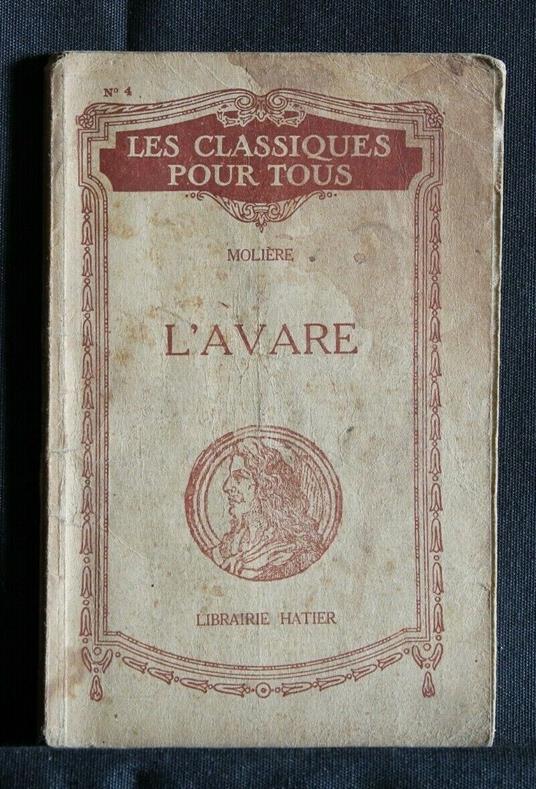 N° 4
LES CLASSIQUES
POUR TOUS
MOLIÈRE
L'AVARE
LIBRAIRIE HATIER